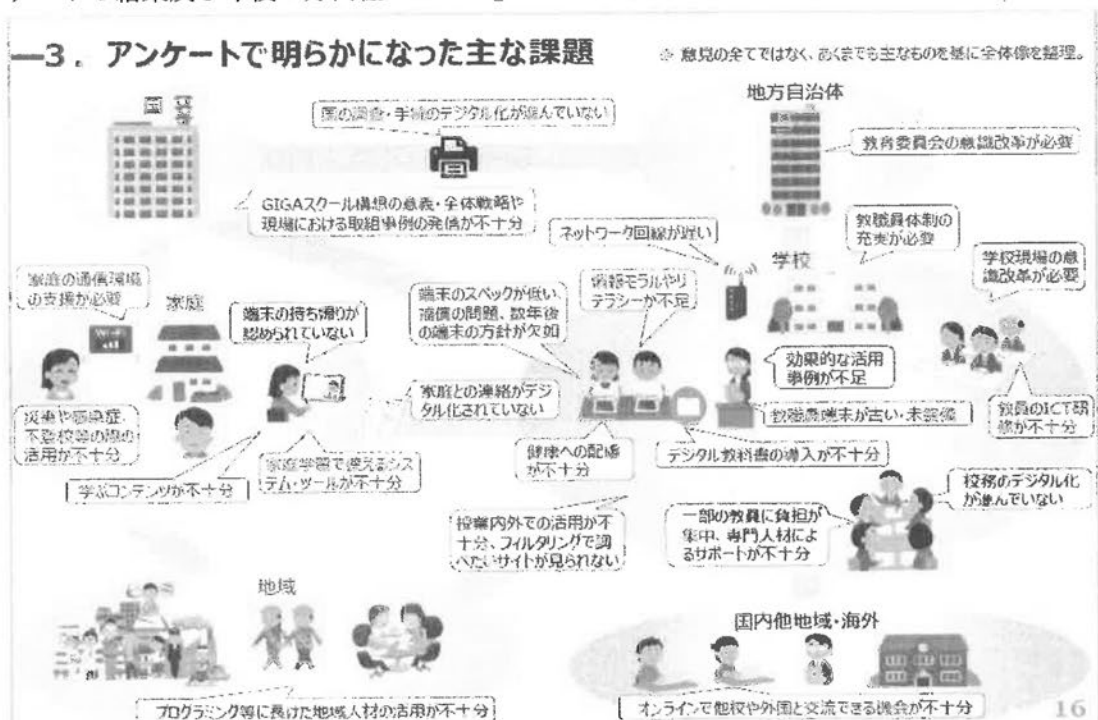 3. アンケートで明らかになった主な課題
※ 意見の全てではなく、あくまでも主なものを基に全体像を整理。
国
地方自治体
国の調査・手続のデジタル化が進んでいない
教育委員会の意識改革が必要
GIGAスクール構想の意義・全体戦略や
現場における取組事例の発信が不十分
ネットワーク回線が遅い
教職員体制の
充実が必要
学校
学校現場の意
識改革が必要
家庭の通信環境
の支援が必要
家庭
端末の持ち帰りが
認められていない
端末のスペックが低い、
補償の問題、数年後
の端末の方針が欠如
情報モラルやリ
テラシーが不足
効果的な活用
事例が不足
家庭との連絡がデジ
タル化されていない
教職員端末が古い・未整備
教員のICT研
修が不十分
災害や感染症、
不登校等の際の
活用が不十分
学ぶコンテンツが不十分
家庭学習で使えるシス
テム・ツールが不十分
健康への配慮
が不十分
デジタル教科書の導入が不十分
校務のデジタル化
が進んでいない
授業内外での活用が不
十分、フィルタリングで調
べたいサイトが見られない
一部の教員に負担が
集中、専門人材によ
るサポートが不十分
地域
国内他地域・海外
プログラミング等に長けた地域人材の活用が不十分
オンラインで他校や外国と交流できる機会が不十分
16